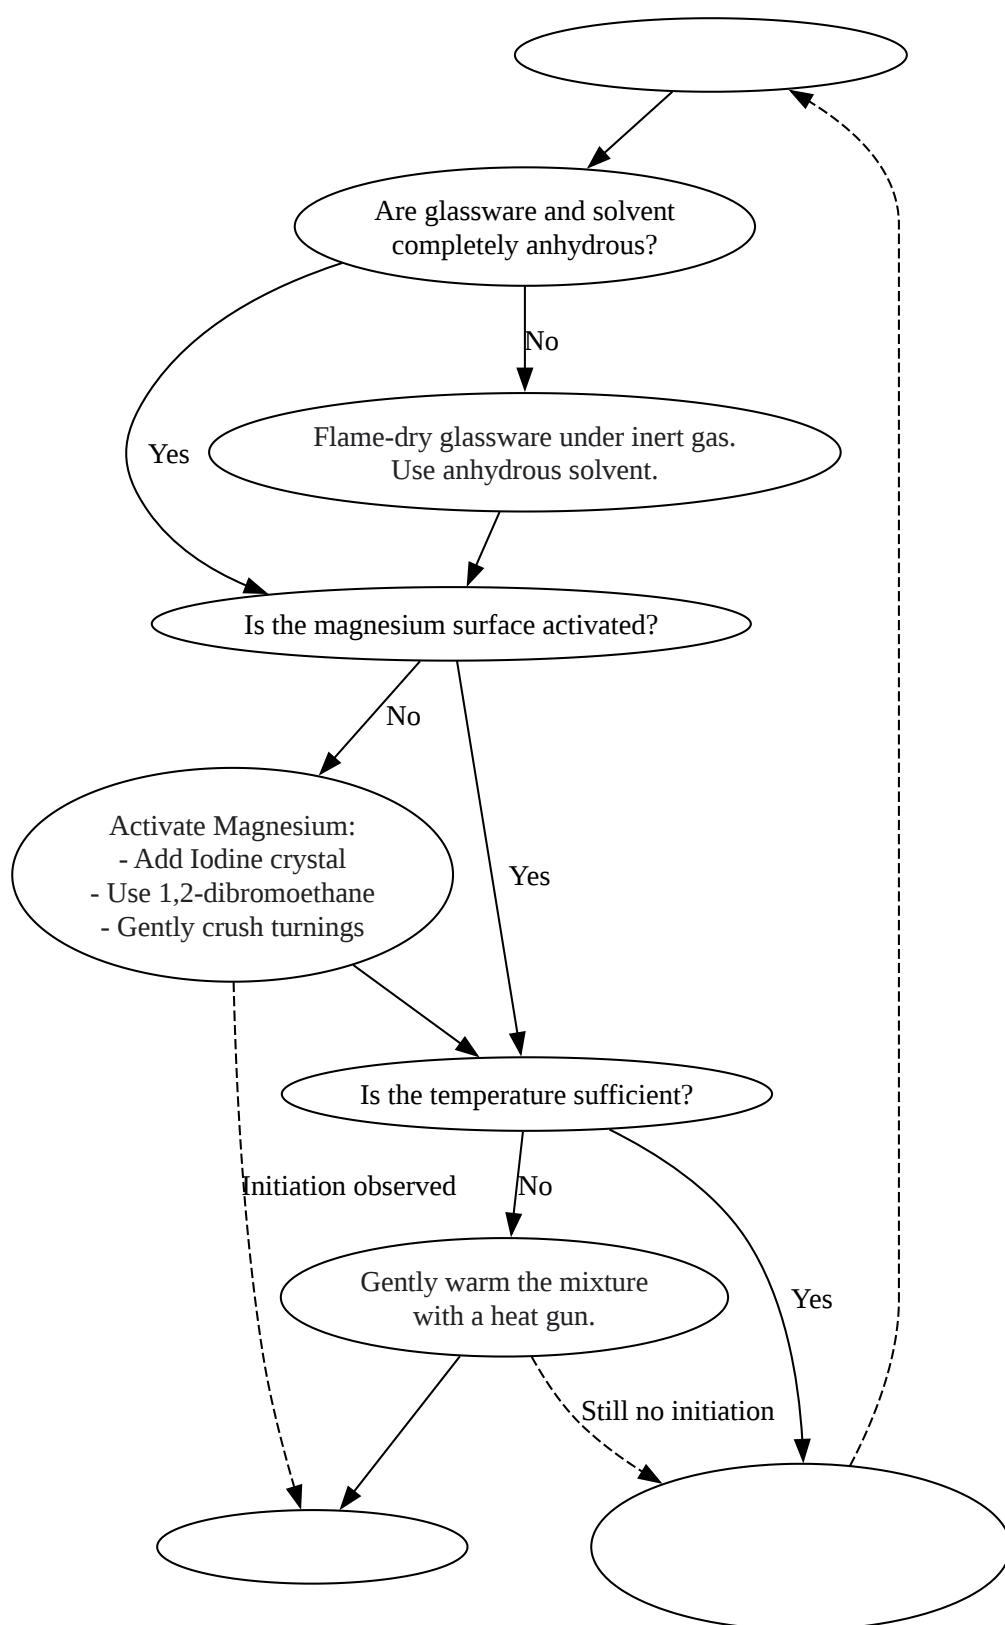 Are glassware and solvent
completely anhydrous?
No
Yes
Flame-dry glassware under inert gas.
Use anhydrous solvent.
Is the magnesium surface activated?
No
Activate Magnesium:
- Add Iodine crystal
- Use 1,2-dibromoethane
- Gently crush turnings
Yes
Is the temperature sufficient?
Initiation observed
No
Gently warm the mixture
with a heat gun.
Yes
Still no initiation